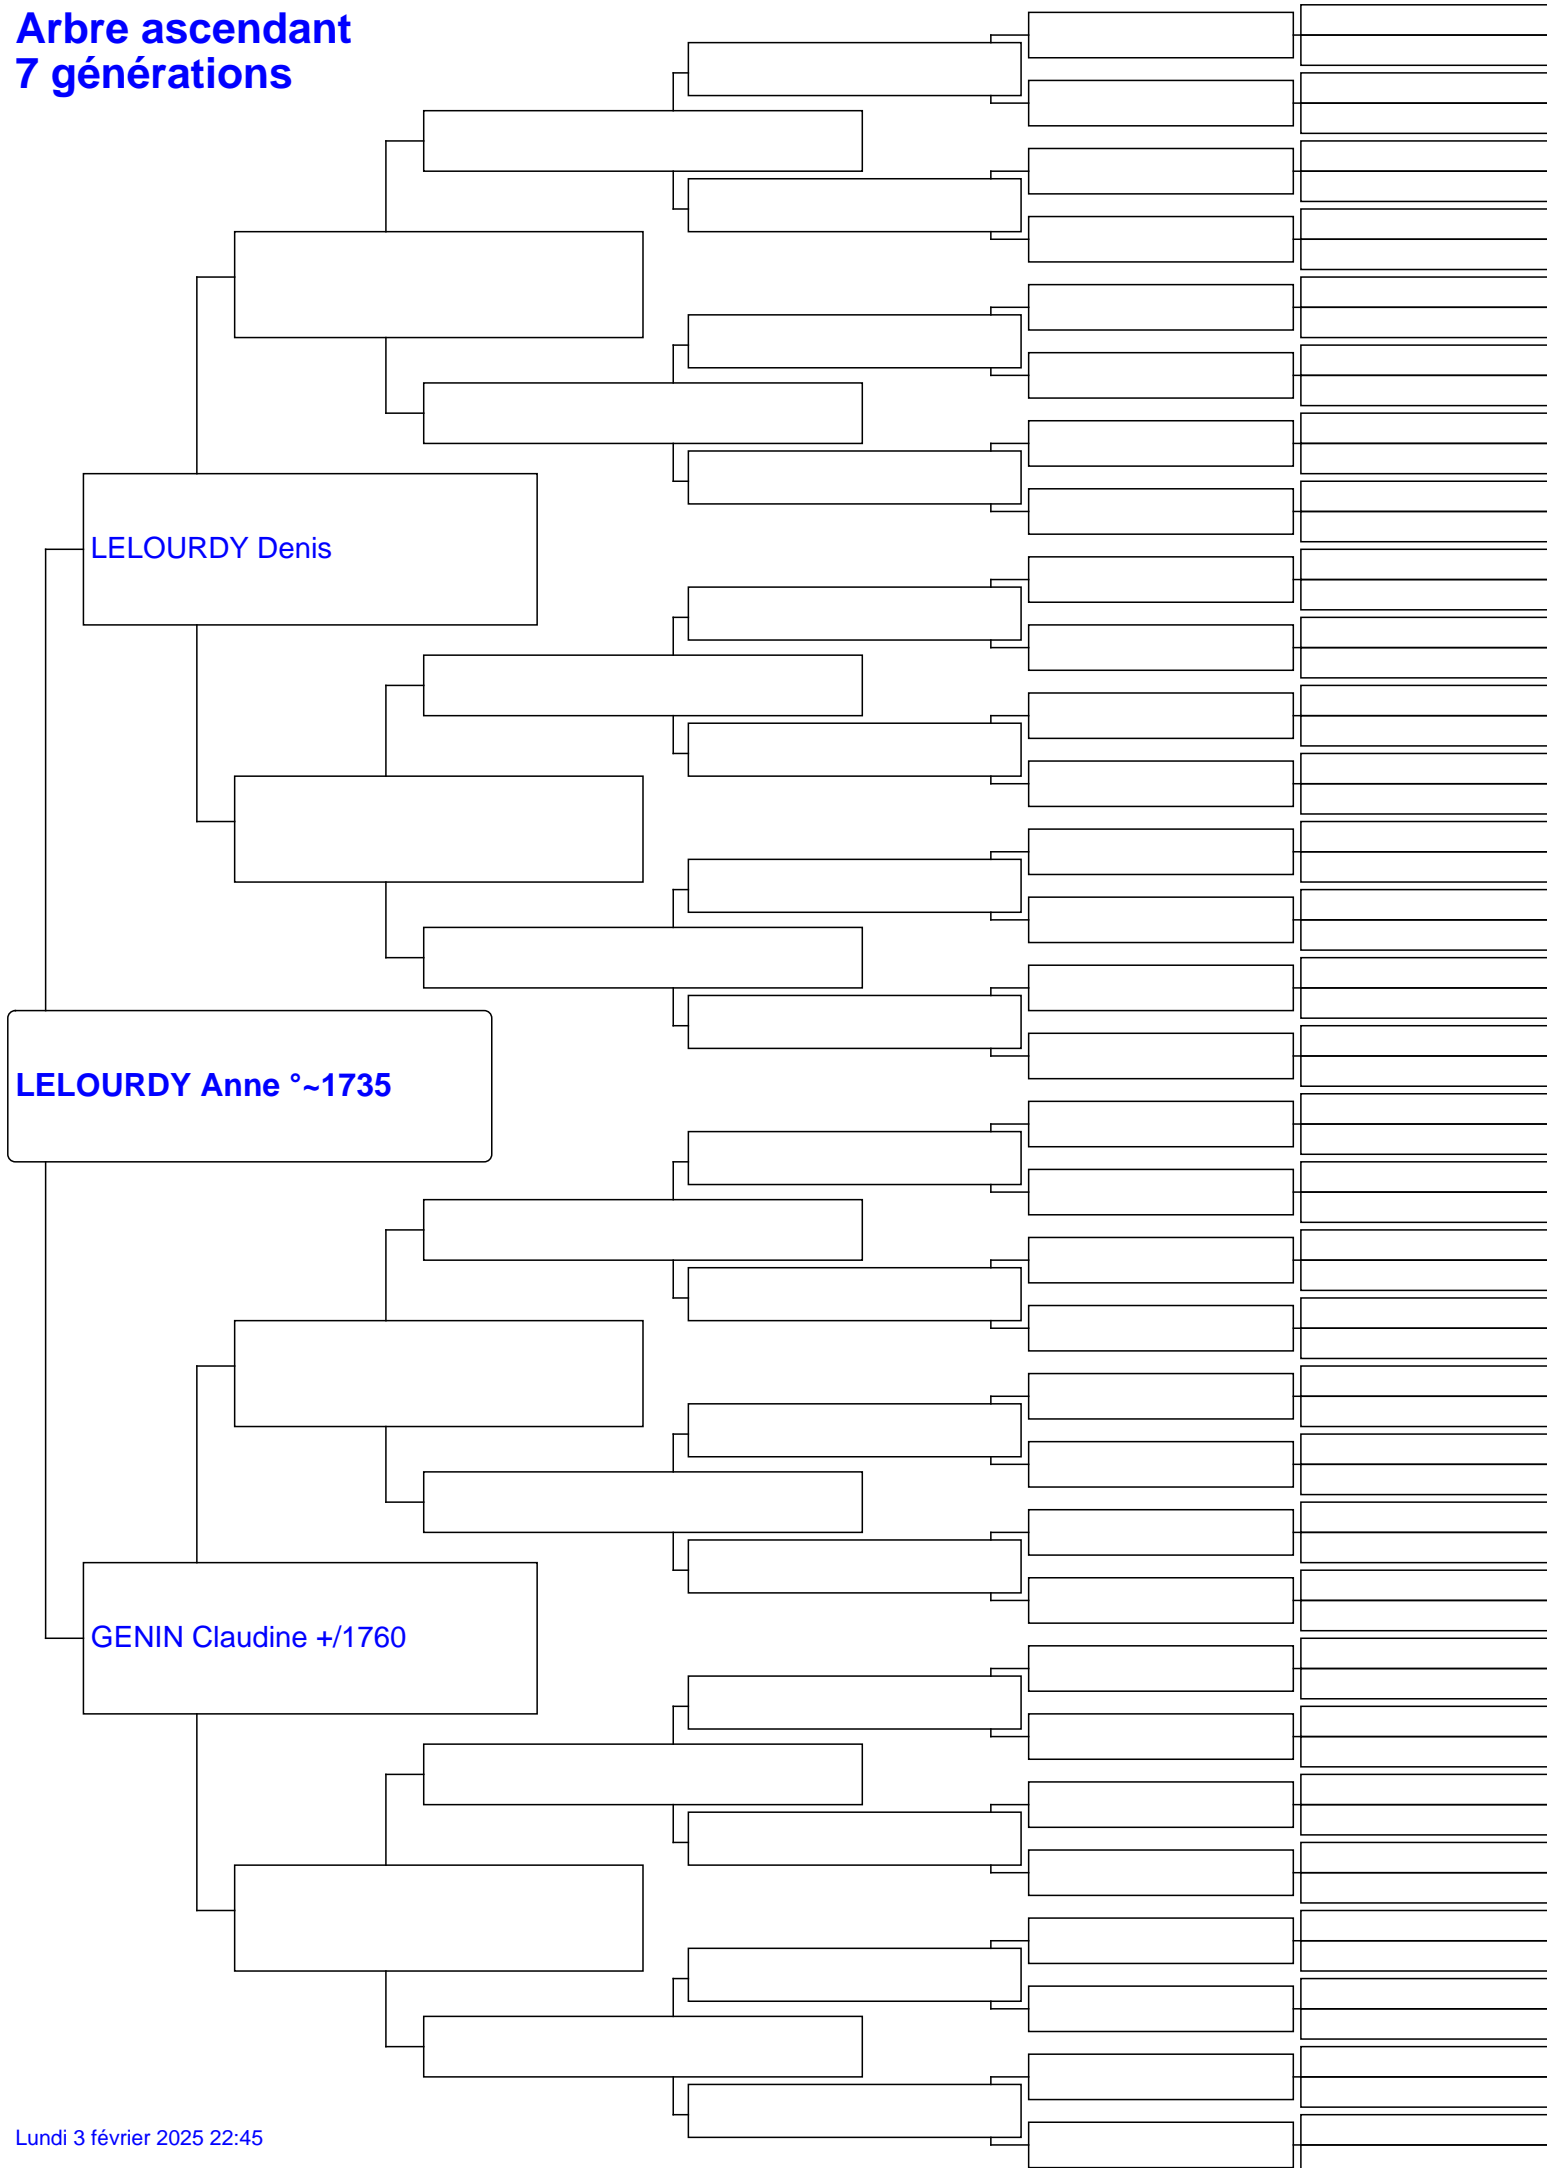 Arbre ascendant
7 générations
LELOURDY Denis
LELOURDY Anne °~1735
GENIN Claudine +/1760
Lundi 3 février 2025 22:45